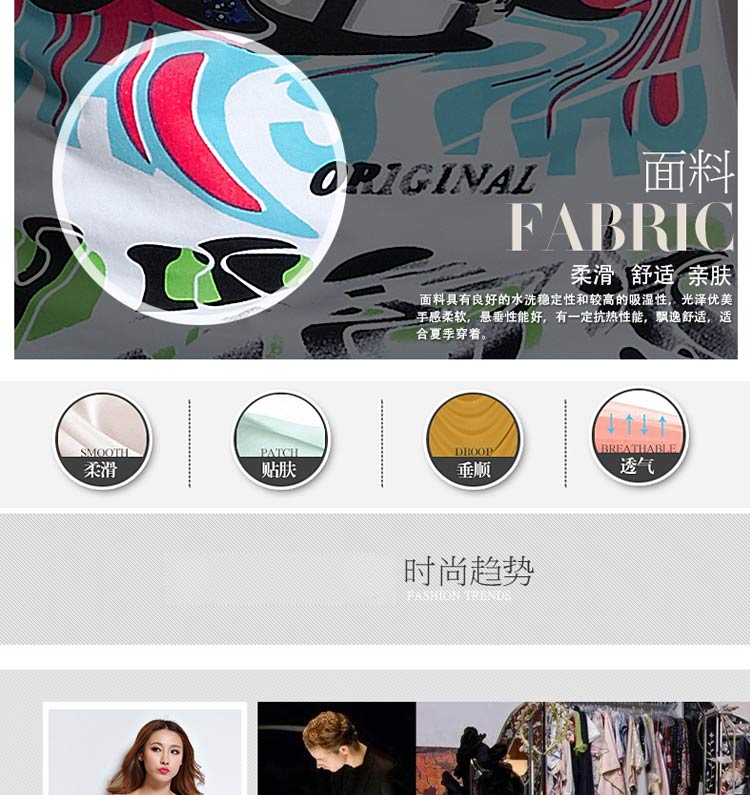 ORIGINAL
面料
FABRIC
柔滑 舒适 亲肤
面料具有良好的水洗稳定性和较高的吸湿性，光泽优美
手感柔软，悬垂性能好，有一定抗热性能，飘逸舒适，适
合夏季穿着。
SMOOTH
柔滑
PATCH
贴肤
DROOP
垂顺
BREATHABLE
透气
时尚趋势
FASHION TRENDS